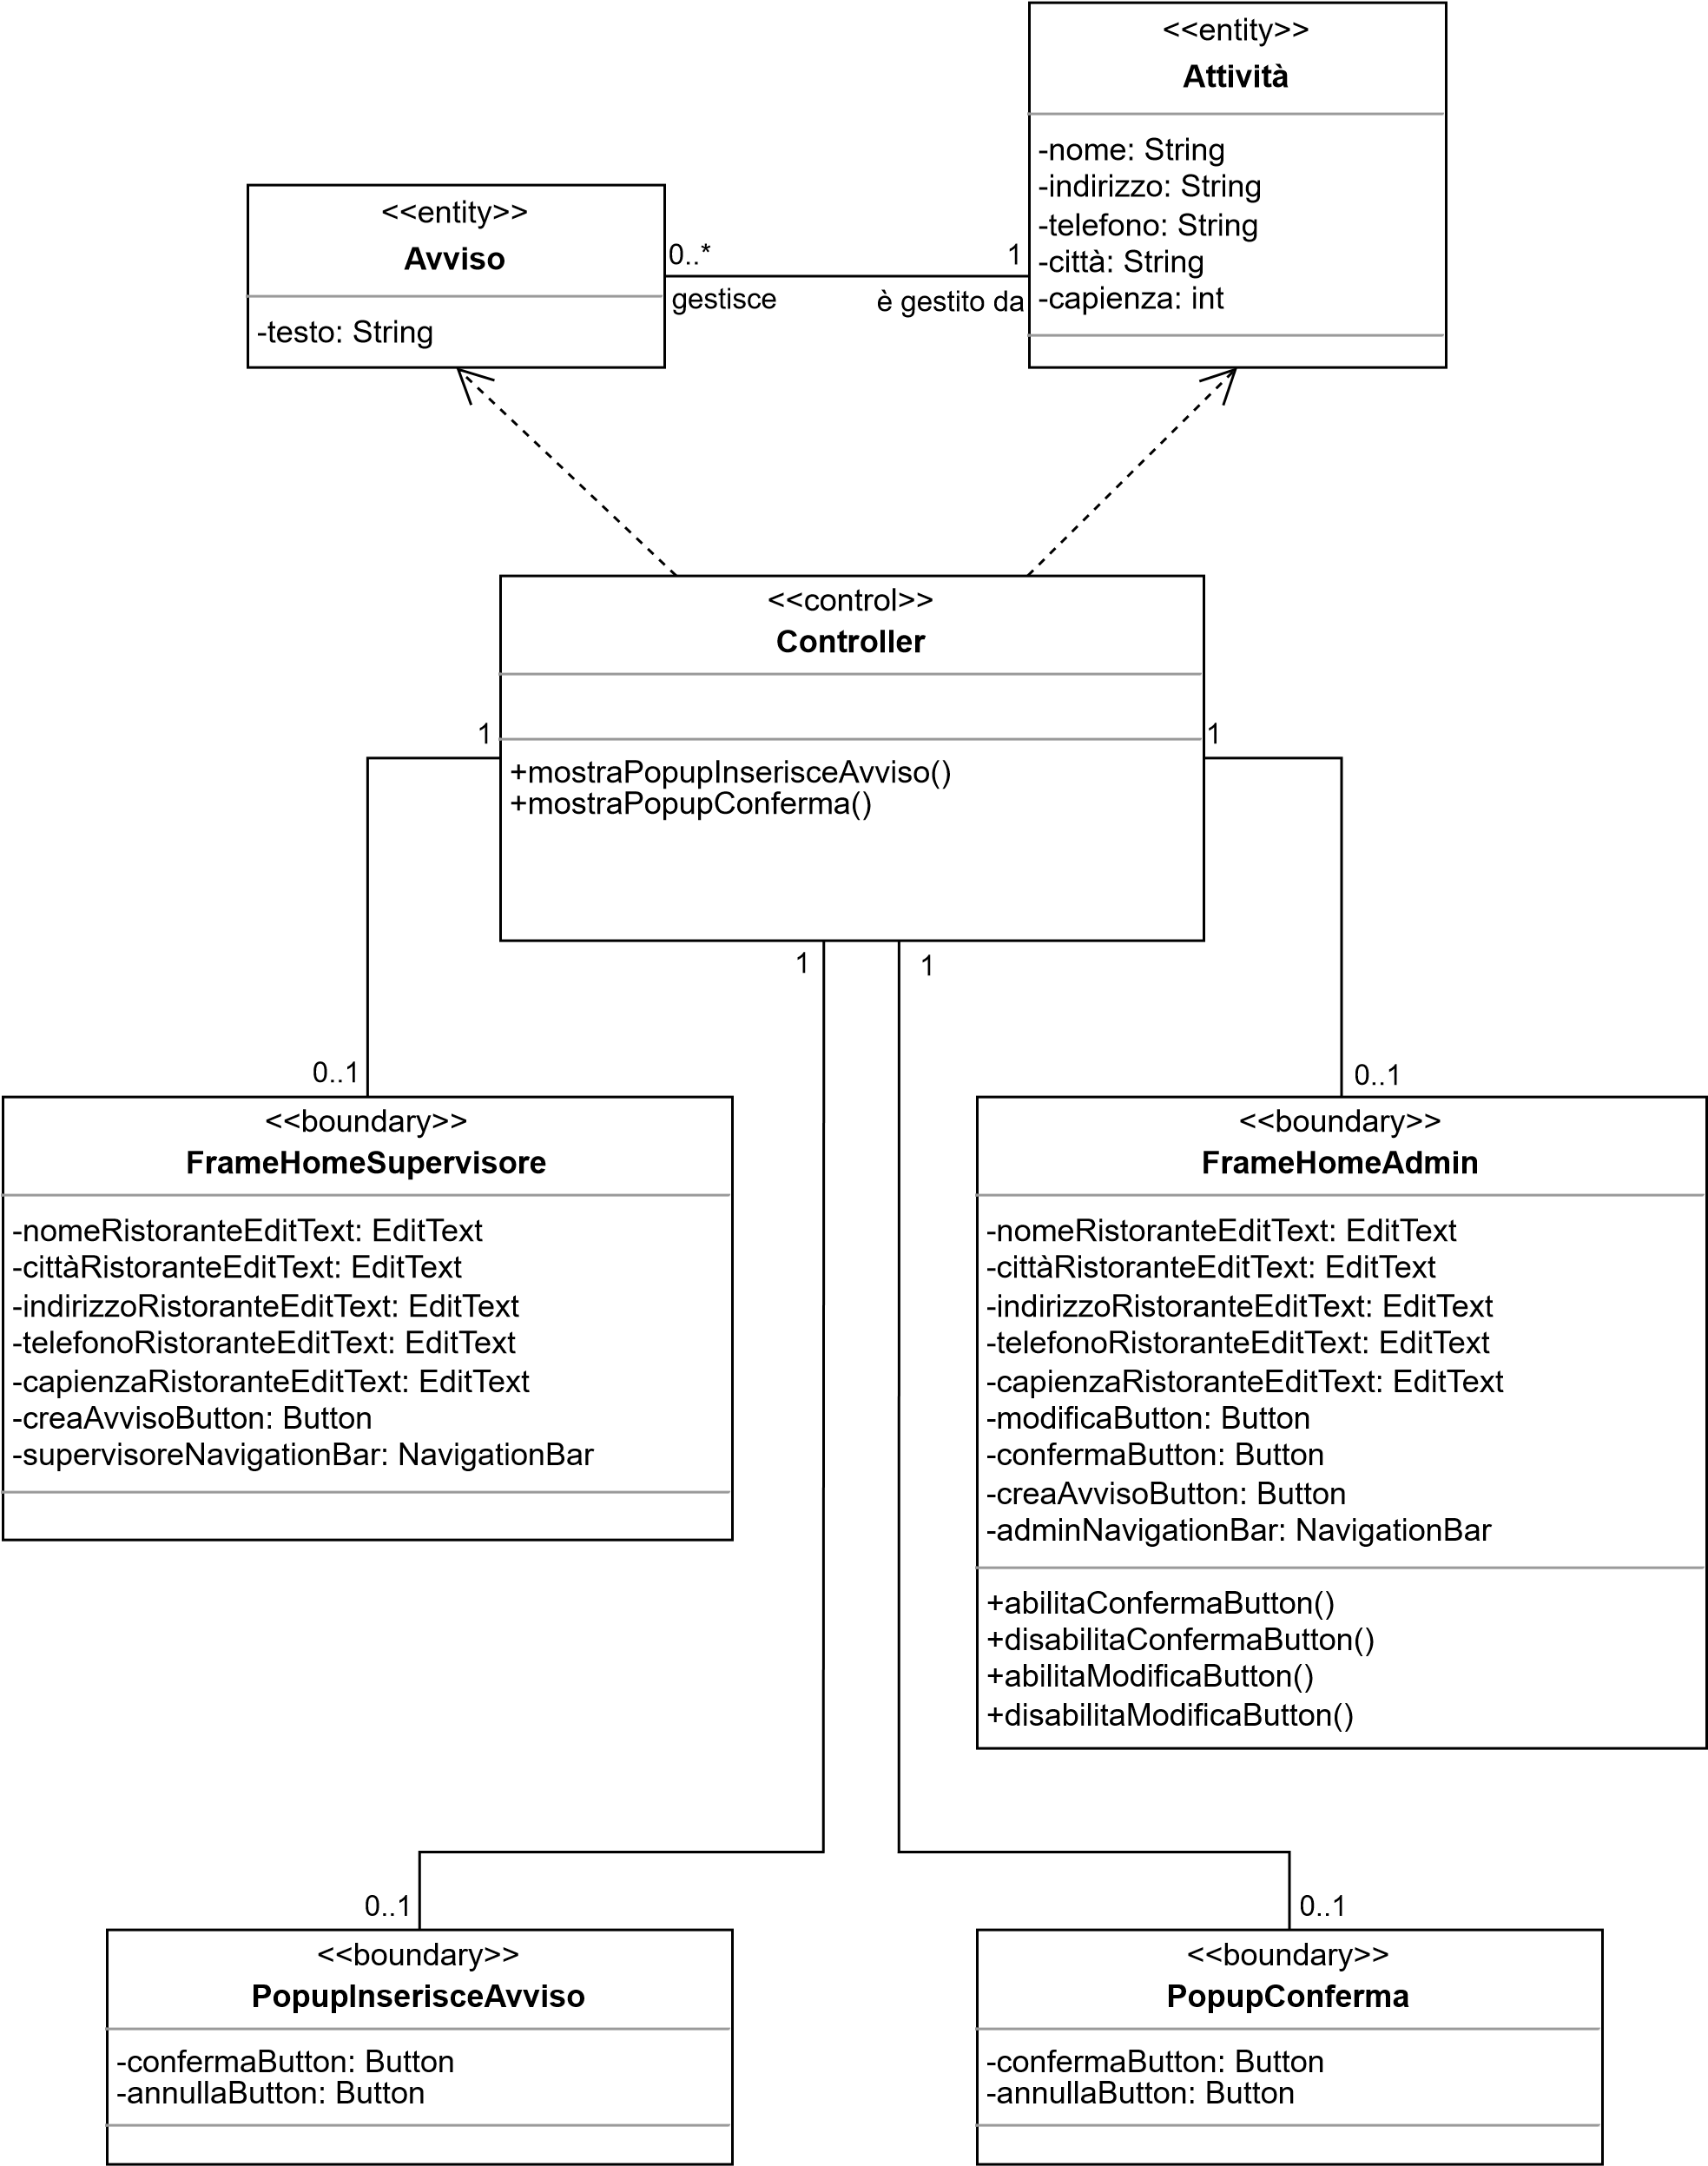 <<entity>>
Attività
-nome: String
-indirizzo: String
-telefono: String
-città: String
-capienza: int
<<entity>>
Avviso
-testo: String
0..*
1
gestisce
è gestito da
<<control>>
Controller
+mostraPopupInserisceAvviso()
+mostraPopupConferma()
1
1
1
1
0..1
0..1
<<boundary>>
FrameHomeSupervisore
-nomeRistoranteEditText: EditText
-cittàRistoranteEditText: EditText
-indirizzoRistoranteEditText: EditText
-telefonoRistoranteEditText: EditText
-capienzaRistoranteEditText: EditText
-creaAvvisoButton: Button
-supervisoreNavigationBar: NavigationBar
<<boundary>>
FrameHomeAdmin
-nomeRistoranteEditText: EditText
-cittàRistoranteEditText: EditText
-indirizzoRistoranteEditText: EditText
-telefonoRistoranteEditText: EditText
-capienzaRistoranteEditText: EditText
-modificaButton: Button
-confermaButton: Button
-creaAvvisoButton: Button
-adminNavigationBar: NavigationBar
+abilitaConfermaButton()
+disabilitaConfermaButton()
+abilitaModificaButton()
+disabilitaModificaButton()
0..1
0..1
<<boundary>>
PopupInserisceAvviso
-confermaButton: Button
-annullaButton: Button
<<boundary>>
PopupConferma
-confermaButton: Button
-annullaButton: Button